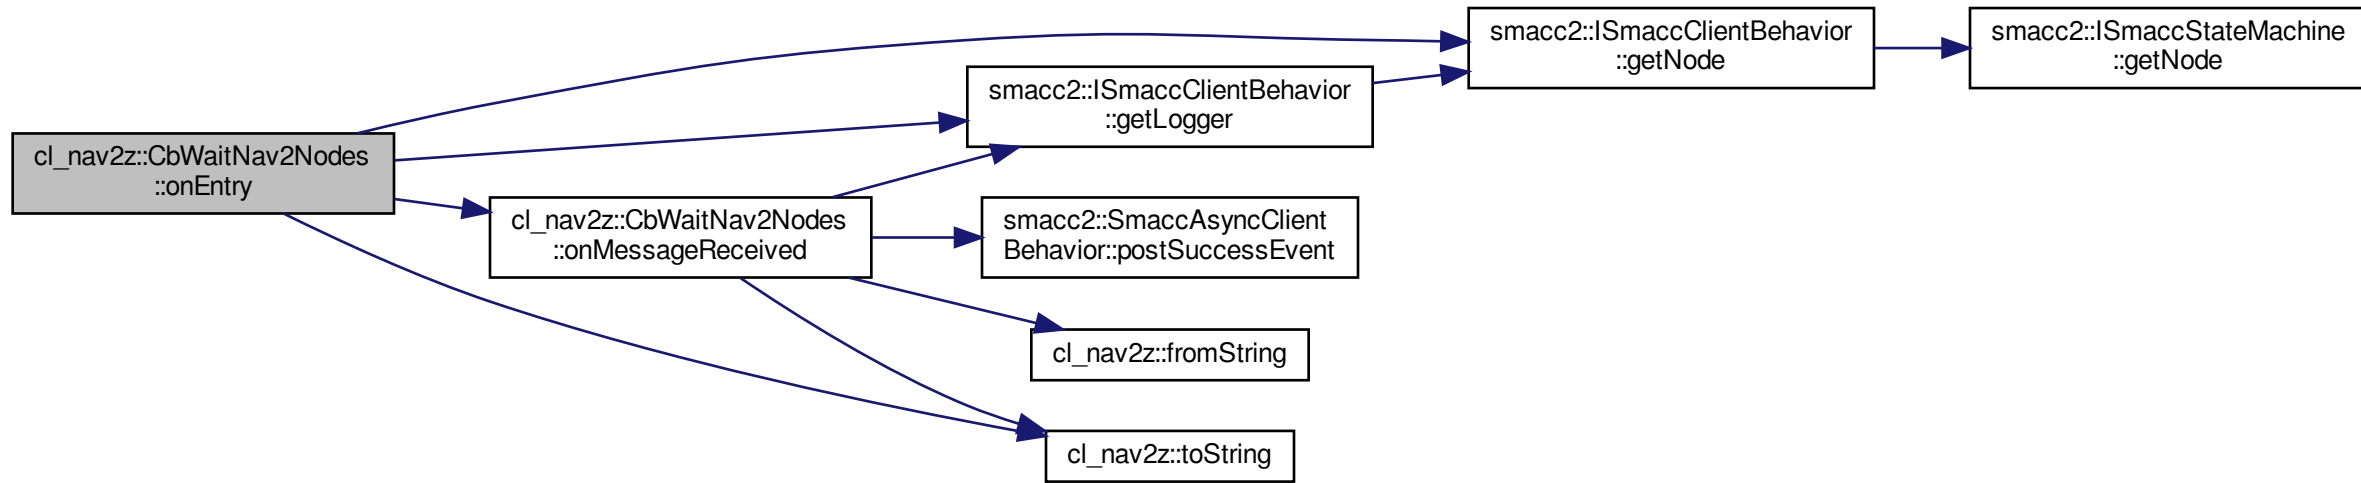 cl_nav2z::CbWaitNav2Nodes
::onEntry
cl_nav2z::CbWaitNav2Nodes
::onMessageReceived
smacc2::ISmaccClientBehavior
::getLogger
smacc2::ISmaccClientBehavior
::getNode
smacc2::ISmaccStateMachine
::getNode
smacc2::SmaccAsyncClient
Behavior::postSuccessEvent
cl_nav2z::fromString
cl_nav2z::toString